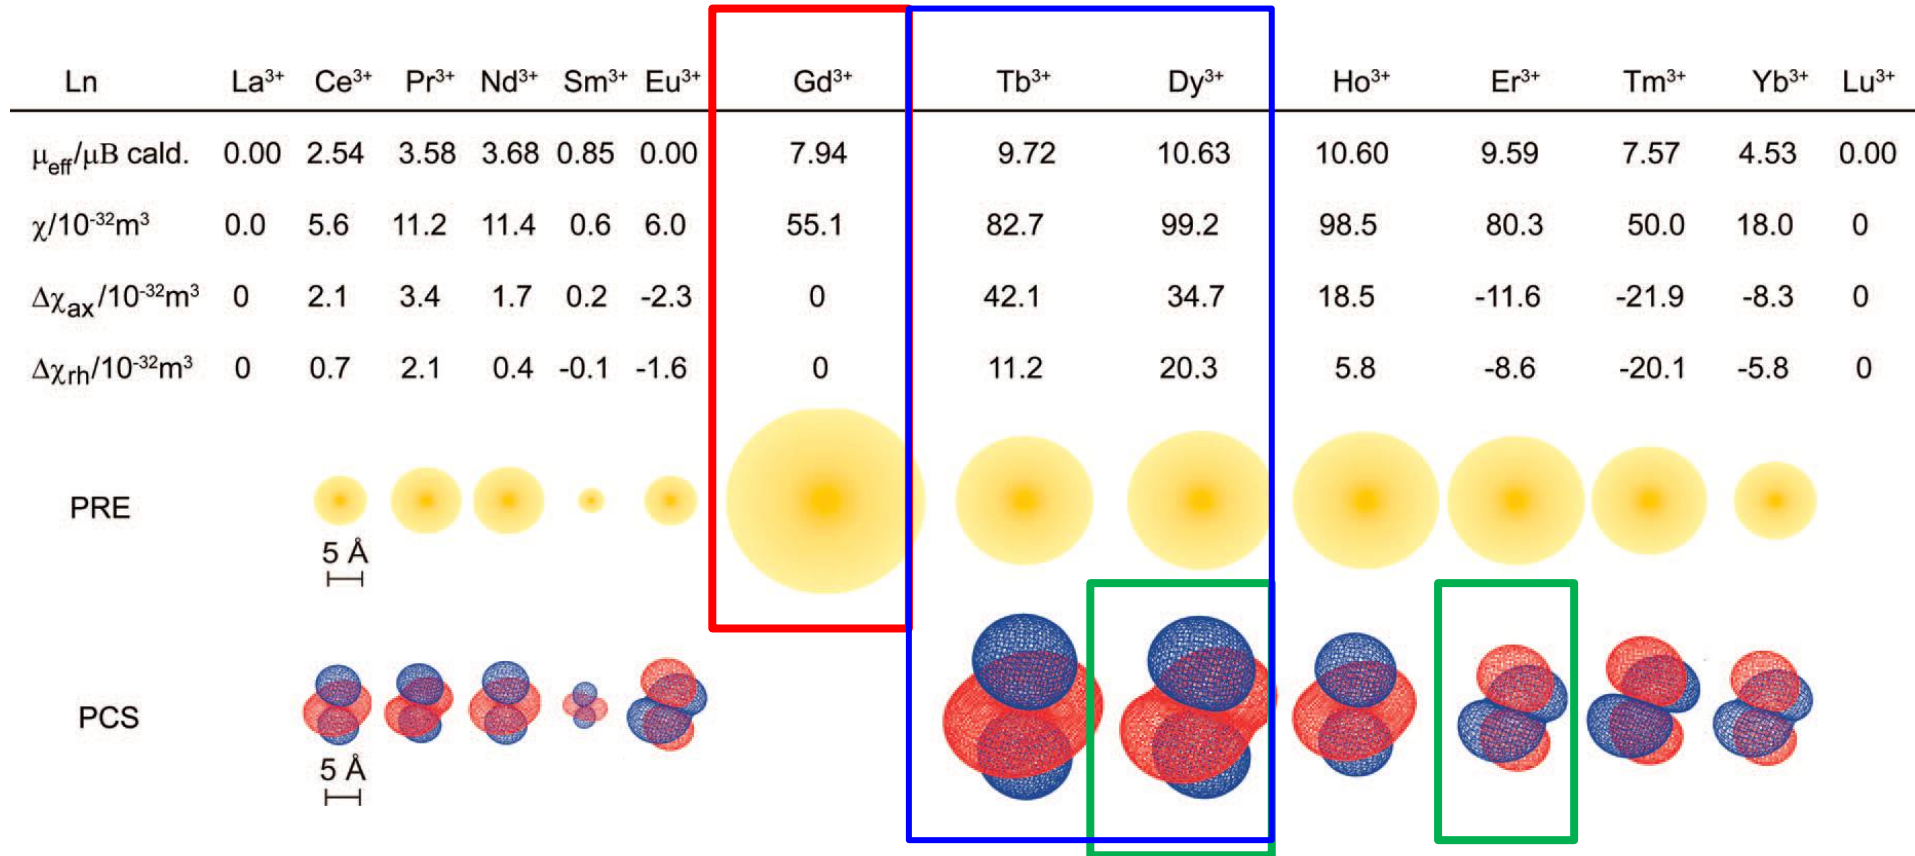 Ln La³⁺ Ce³⁺ Pr³⁺ Nd³⁺ Sm³⁺ Eu³⁺ Gd³⁺ Tb³⁺ Dy³⁺ Ho³⁺ Er³⁺ Tm³⁺ Yb³⁺ Lu³⁺
μeff/μB cald. 0.00 2.54 3.58 3.68 0.85 0.00 7.94 9.72 10.63 10.60 9.59 7.57 4.53 0.00
χ/10⁻³²m³ 0.0 5.6 11.2 11.4 0.6 6.0 55.1 82.7 99.2 98.5 80.3 50.0 18.0 0
Δχax/10⁻³²m³ 0 2.1 3.4 1.7 0.2 -2.3 0 42.1 34.7 18.5 -11.6 -21.9 -8.3 0
Δχrh/10⁻³²m³ 0 0.7 2.1 0.4 -0.1 -1.6 0 11.2 20.3 5.8 -8.6 -20.1 -5.8 0
PRE
5 Å
PCS
5 Å